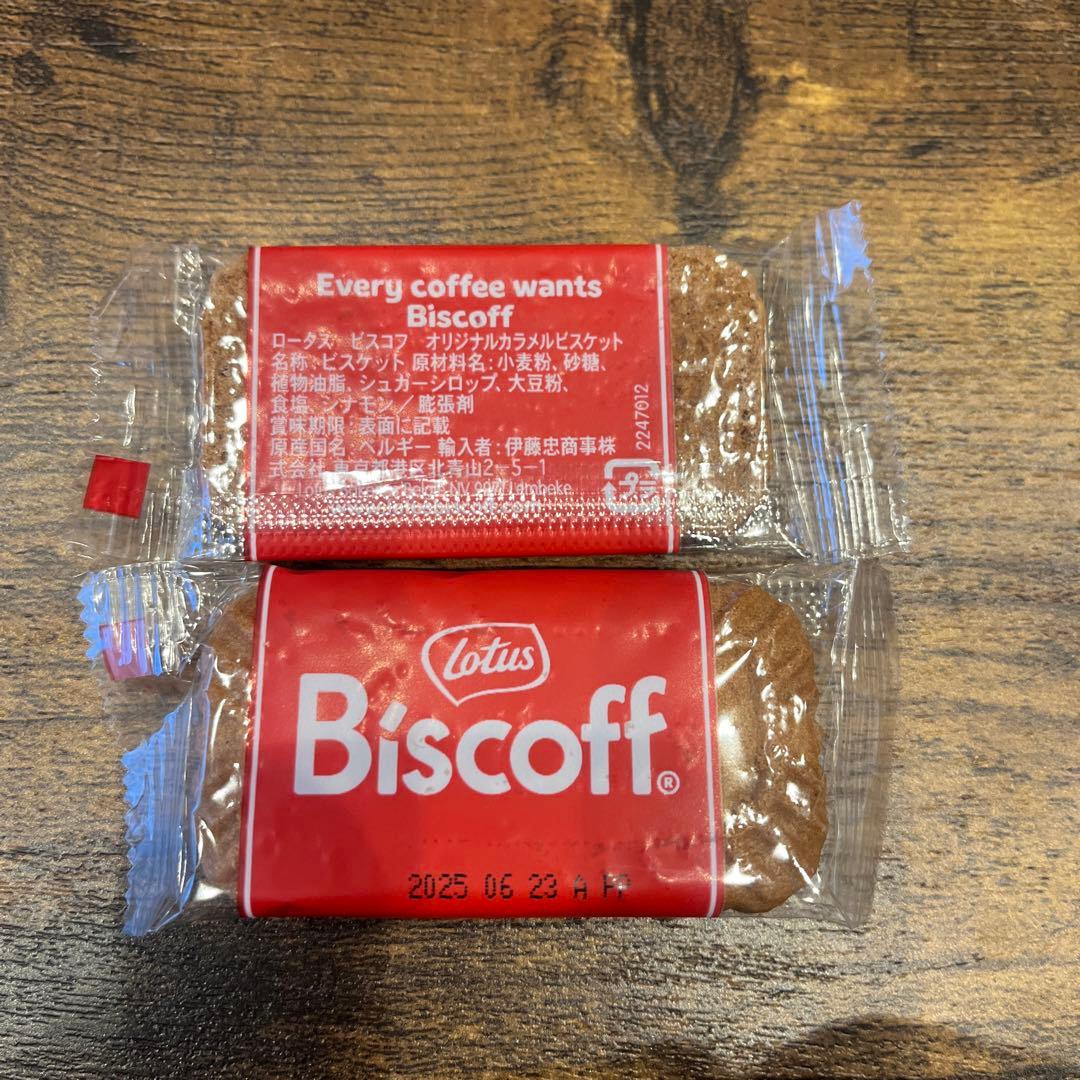 Every coffee wants
Biscoff
ロータス ビスコフ オリジナルカラメルビスケット
名称：ビスケット 原材料名：小麦粉、砂糖、
植物油脂、シュガーシロップ、大豆粉、
食塩、シナモン／膨張剤
賞味期限：表面に記載
原産国名：ベルギー 輸入者：伊藤忠商事株
式会社 東京都港区北青山2-5-1
NV
Lembeke
2247012
プラ
Lotus
Biscoff®
2025 06 23 A